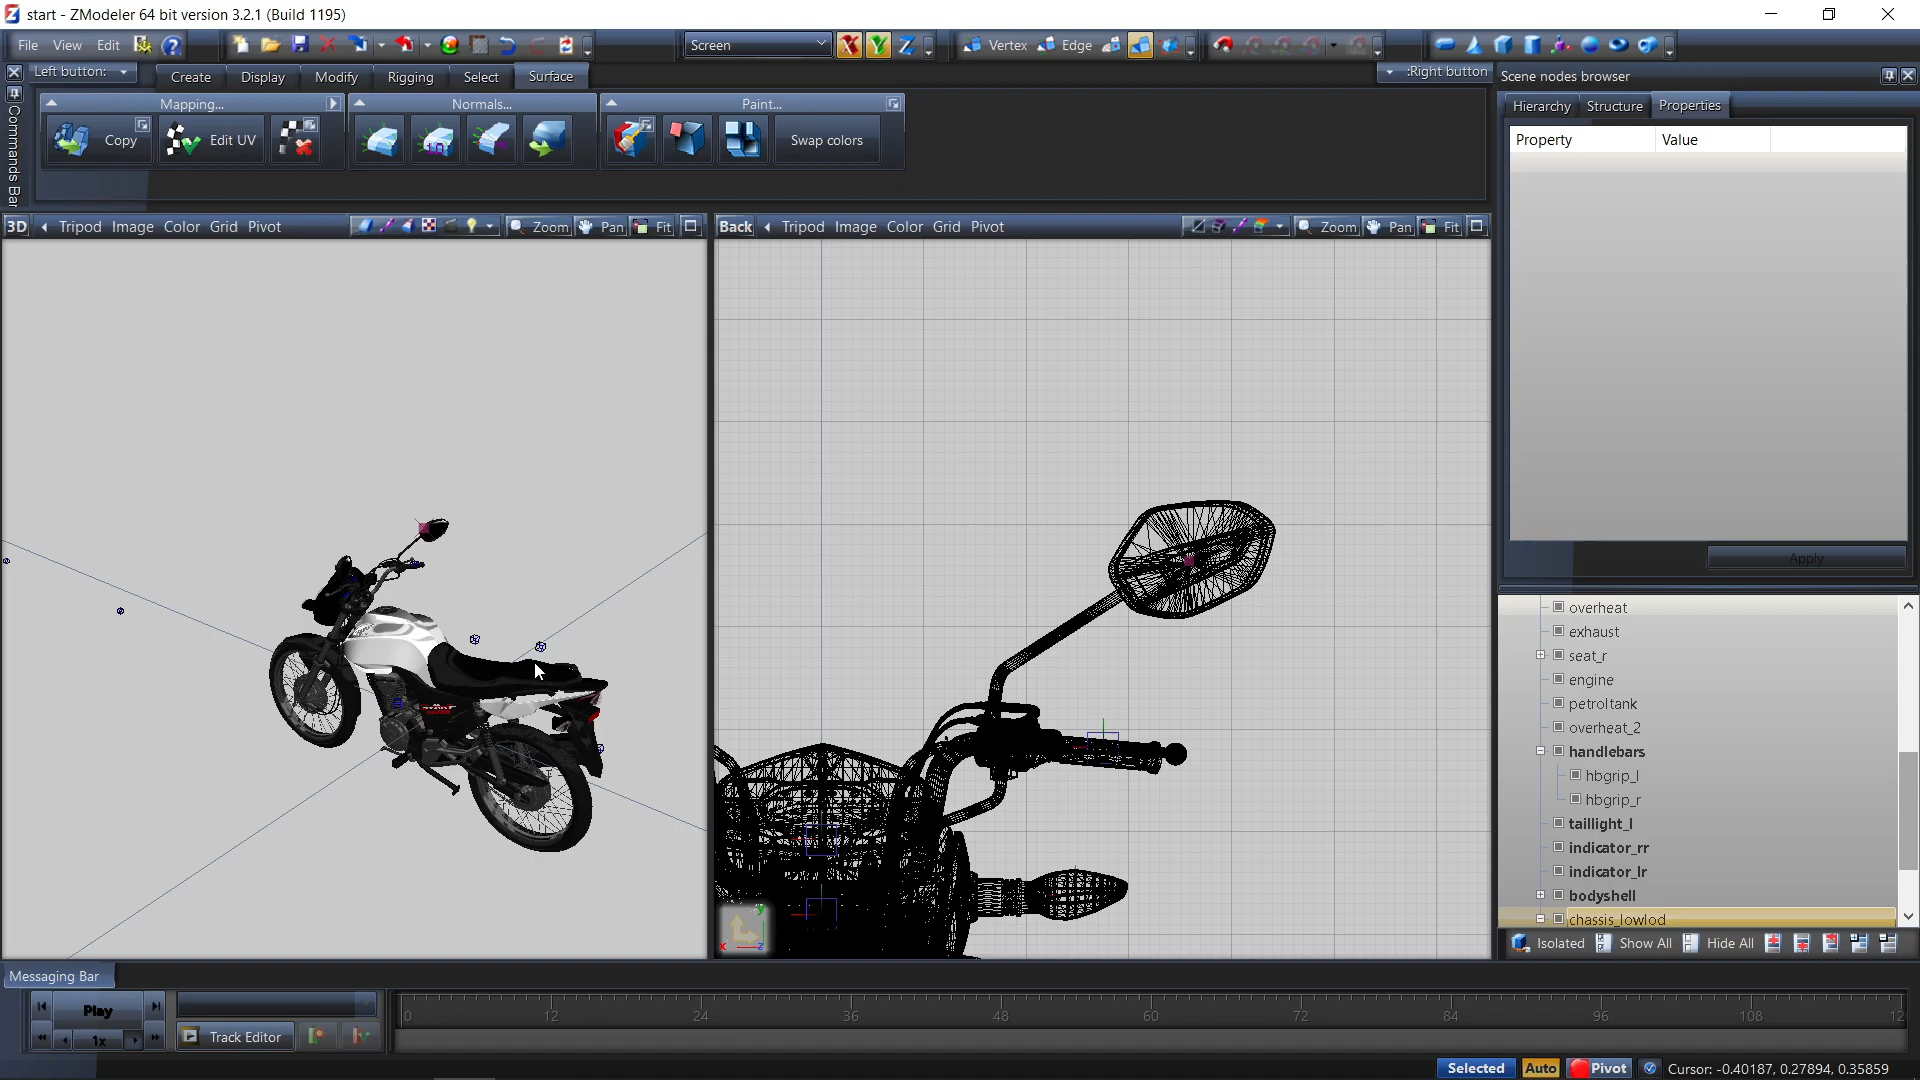 start - ZModeler 64 bit version 3.2.1 (Build 1195)
File View Edit
Screen
X Y Z
Vertex Edge
Left button:
Create Display Modify Rigging Select Surface
:Right button
Scene nodes browser
Commands Bar
Mapping... Normals... Paint...
Copy Edit UV Swap colors
Hierarchy Structure Properties
Property Value
3D Tripod Image Color Grid Pivot Zoom Pan Fit
Back Tripod Image Color Grid Pivot Zoom Pan Fit
Apply
overheat
exhaust
seat_r
engine
petroltank
overheat_2
handlebars
hbgrip_l
hbgrip_r
taillight_l
indicator_rr
indicator_lr
bodyshell
chassis_lowlod
Isolated Show All Hide All
y
x z
Messaging Bar
Play
1x
Track Editor
0 12 24 36 48 60 72 84 96 108 12
Selected Auto Pivot Cursor: -0.40187, 0.27894, 0.35859